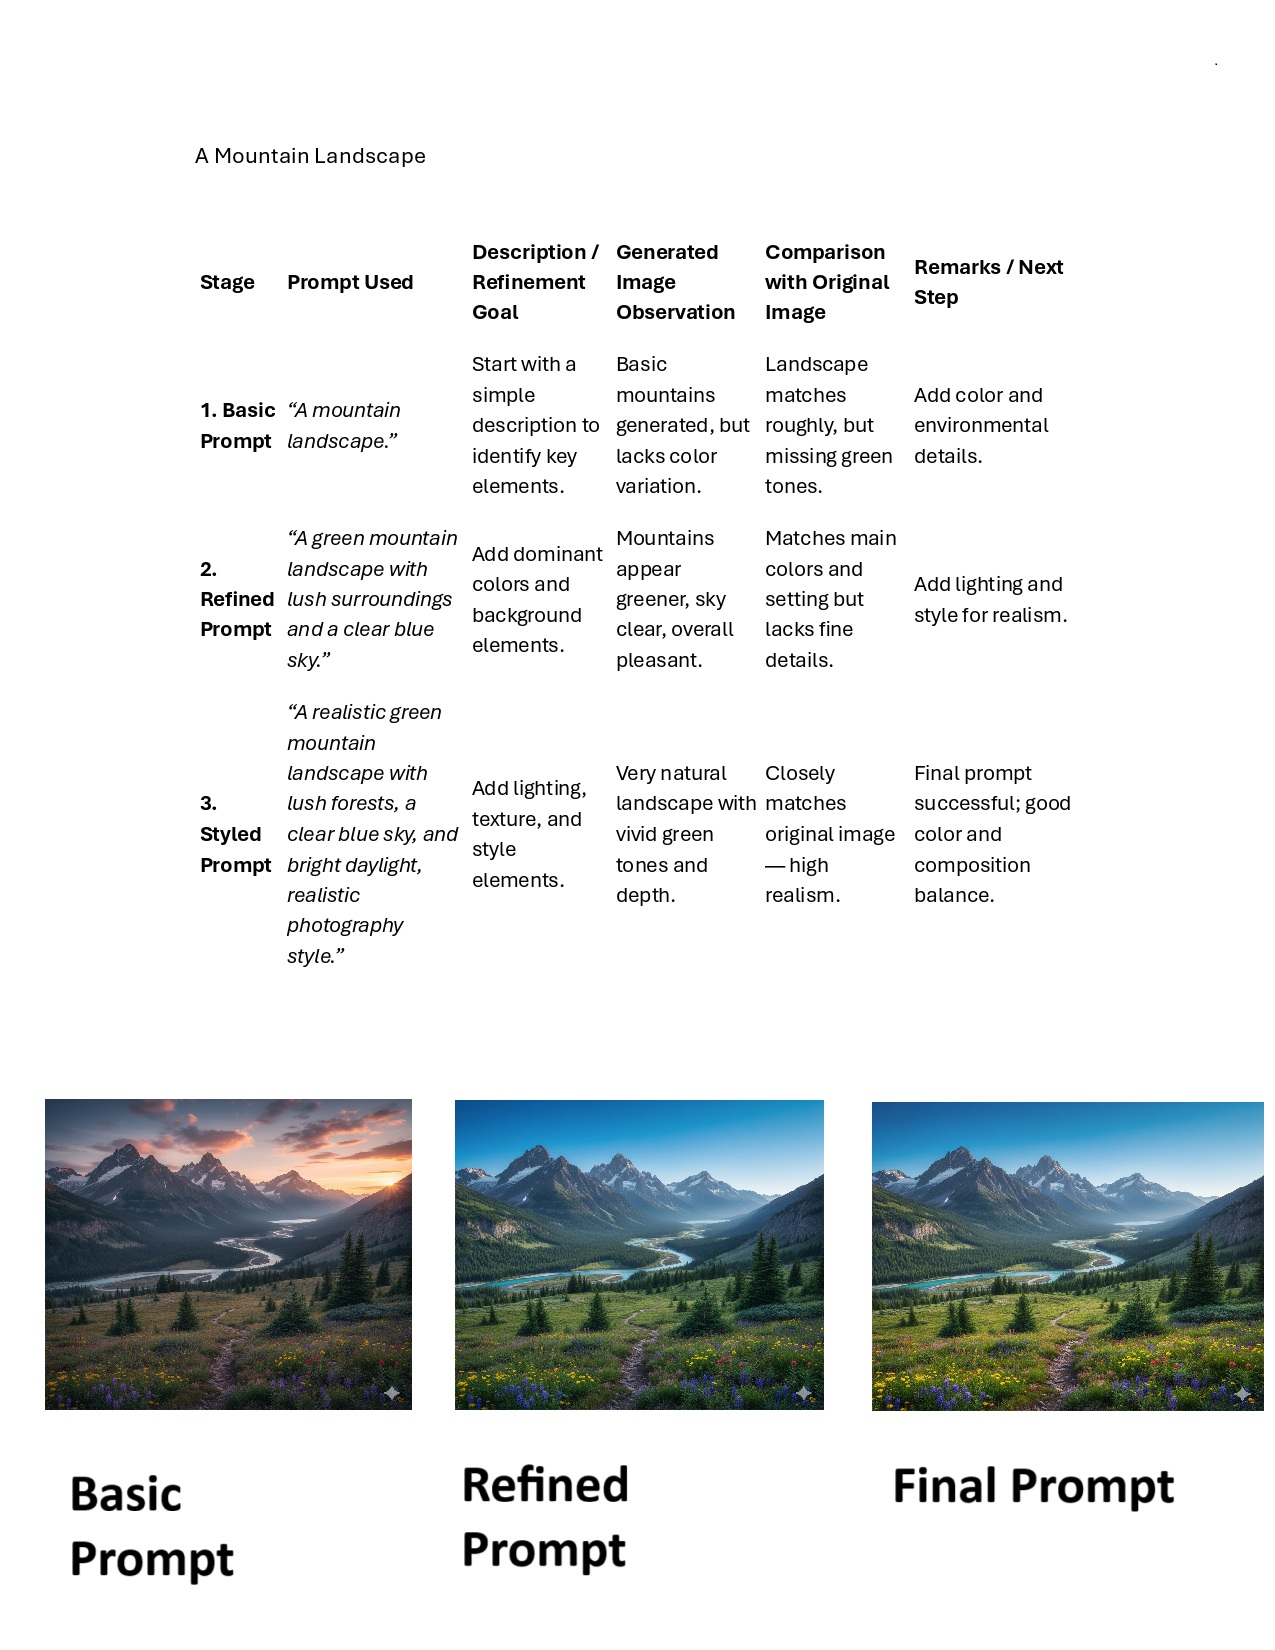 A Mountain Landscape
Stage
Prompt Used
Description /
Refinement
Goal
Generated
Image
Observation
Comparison
with Original
Image
Remarks / Next
Step
1. Basic
Prompt
“A mountain
landscape.”
Start with a
simple
description to
identify key
elements.
Basic
mountains
generated, but
lacks color
variation.
Landscape
matches
roughly, but
missing green
tones.
Add color and
environmental
details.
2.
Refined
Prompt
“A green mountain
landscape with
lush surroundings
and a clear blue
sky.”
Add dominant
colors and
background
elements.
Mountains
appear
greener, sky
clear, overall
pleasant.
Matches main
colors and
setting but
lacks fine
details.
Add lighting and
style for realism.
3.
Styled
Prompt
“A realistic green
mountain
landscape with
lush forests, a
clear blue sky, and
bright daylight,
realistic
photography
style.”
Add lighting,
texture, and
style
elements.
Very natural
landscape with
vivid green
tones and
depth.
Closely
matches
original image
— high
realism.
Final prompt
successful; good
color and
composition
balance.
Basic
Prompt
Refined
Prompt
Final Prompt